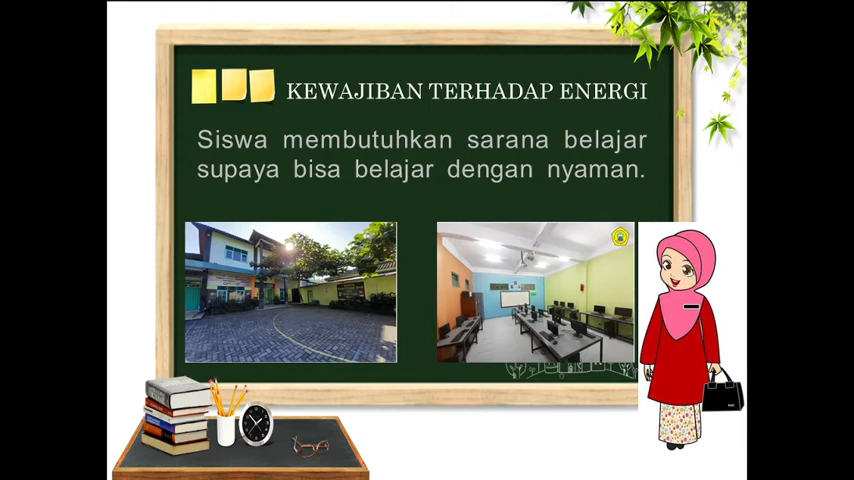 KEWAJIBAN TERHADAP ENERGI
Siswa membutuhkan sarana belajar
supaya bisa belajar dengan nyaman.